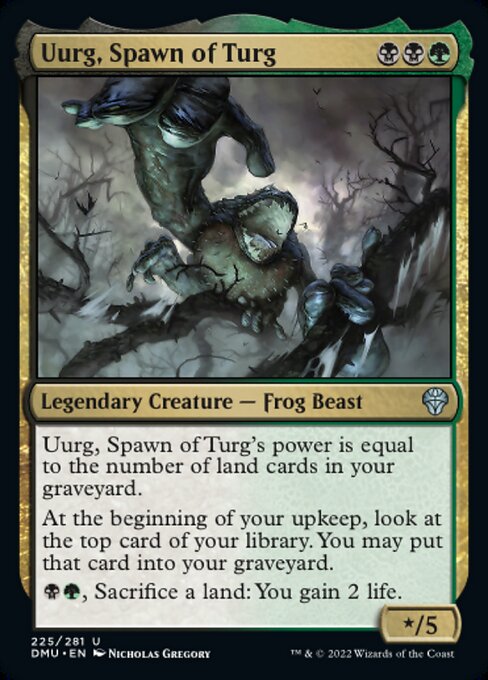 Uurg, Spawn of Turg
Legendary Creature — Frog Beast
Uurg, Spawn of Turg's power is equal
to the number of land cards in your
graveyard.
At the beginning of your upkeep, look at
the top card of your library. You may put
that card into your graveyard.
, Sacrifice a land: You gain 2 life.
*/5
225/281 U
DMU • EN Nicholas Gregory
™ & © 2022 Wizards of the Coast